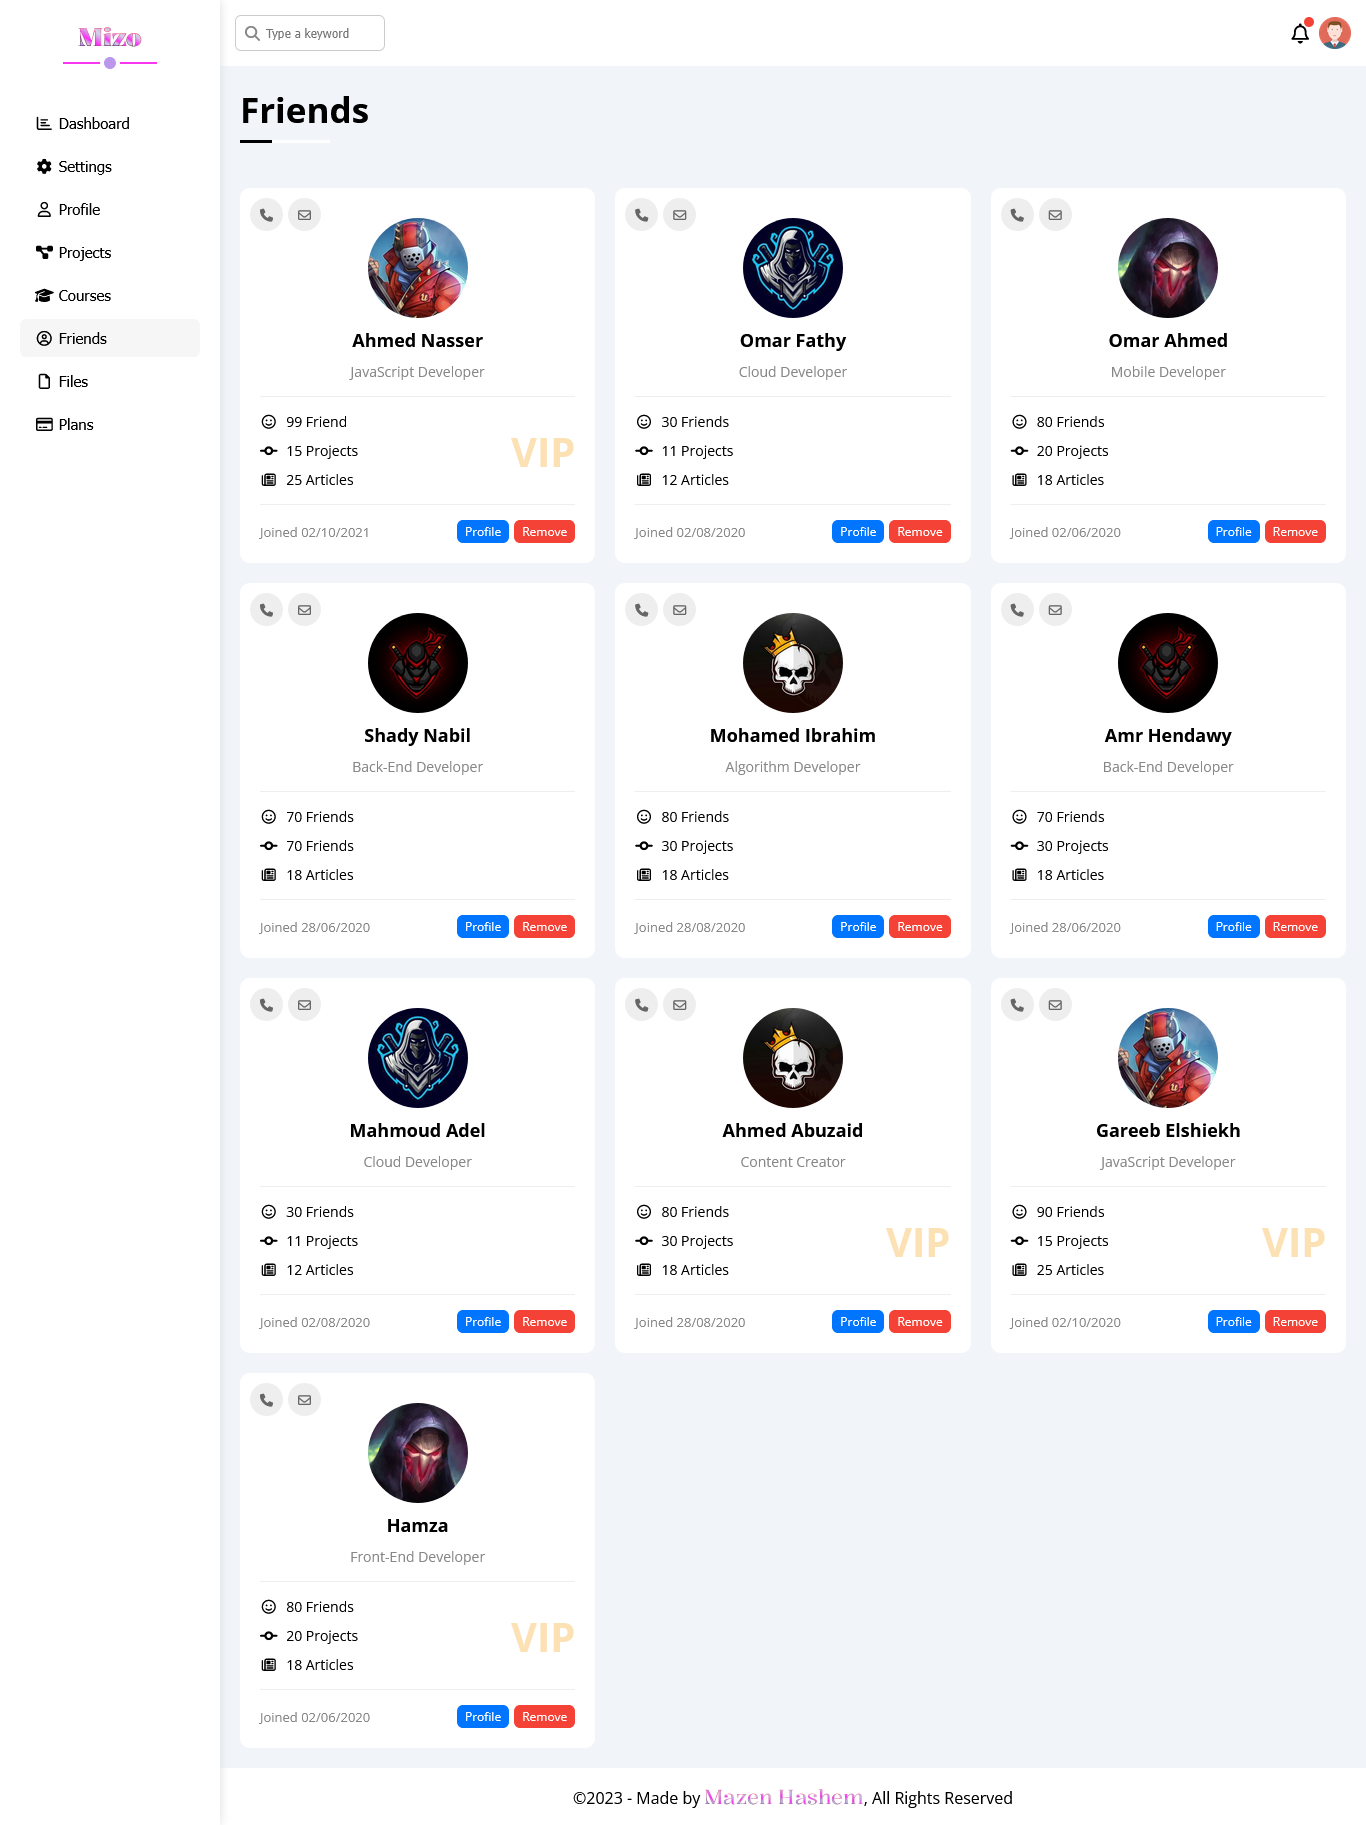 Mizo
Dashboard
Settings
Profile
Projects
Courses
Friends
Files
Plans
Type a keyword
Friends
Ahmed Nasser
JavaScript Developer
99 Friend
15 Projects
25 Articles
VIP
Joined 02/10/2021
Profile
Remove
Omar Fathy
Cloud Developer
30 Friends
11 Projects
12 Articles
Joined 02/08/2020
Profile
Remove
Omar Ahmed
Mobile Developer
80 Friends
20 Projects
18 Articles
Joined 02/06/2020
Profile
Remove
Shady Nabil
Back-End Developer
70 Friends
70 Friends
18 Articles
Joined 28/06/2020
Profile
Remove
Mohamed Ibrahim
Algorithm Developer
80 Friends
30 Projects
18 Articles
Joined 28/08/2020
Profile
Remove
Amr Hendawy
Back-End Developer
70 Friends
30 Projects
18 Articles
Joined 28/06/2020
Profile
Remove
Mahmoud Adel
Cloud Developer
30 Friends
11 Projects
12 Articles
Joined 02/08/2020
Profile
Remove
Ahmed Abuzaid
Content Creator
80 Friends
30 Projects
18 Articles
VIP
Joined 28/08/2020
Profile
Remove
Gareeb Elshiekh
JavaScript Developer
90 Friends
15 Projects
25 Articles
VIP
Joined 02/10/2020
Profile
Remove
Hamza
Front-End Developer
80 Friends
20 Projects
18 Articles
VIP
Joined 02/06/2020
Profile
Remove
©2023 - Made by Mazen Hashem, All Rights Reserved